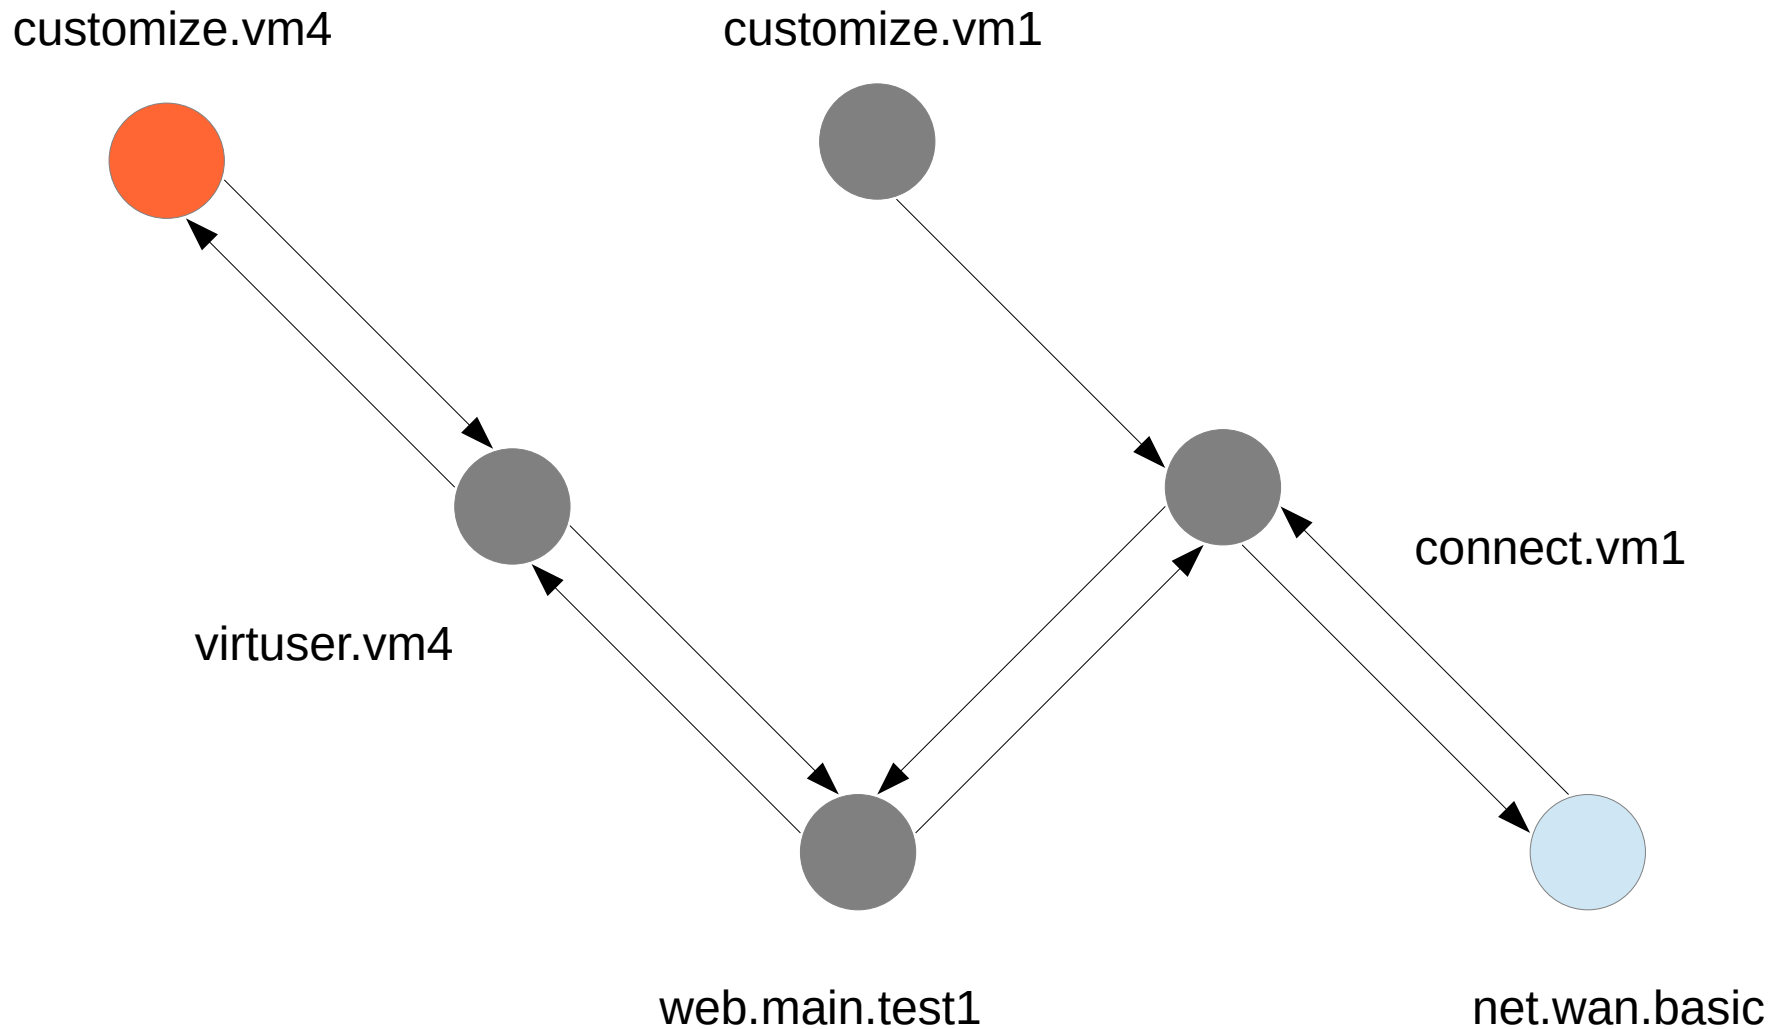 customize.vm4
customize.vm1
connect.vm1
virtuser.vm4
web.main.test1
net.wan.basic